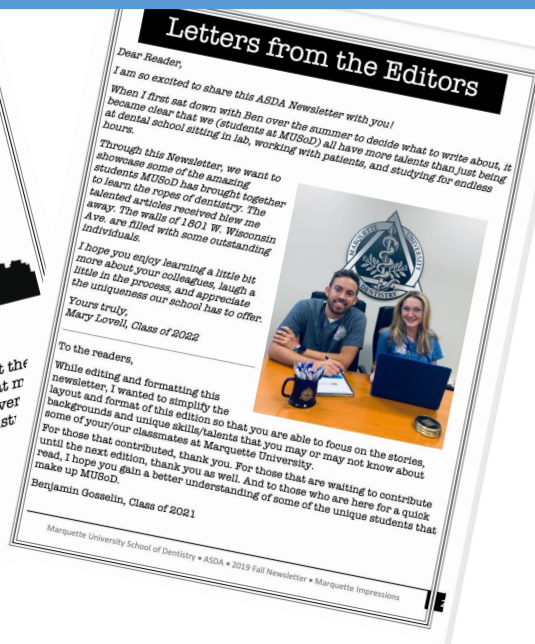 Letters from the Editors
Dear Reader,
I am so excited to share this ASDA Newsletter with you!
When I first sat down with Ben over the summer to decide what to write about, it
became clear that we (students at MUSoD) all have more talents than just being
at dental school sitting in lab, working with patients, and studying for endless
hours.
Through this Newsletter, we want to
showcase some of the amazing
students MUSoD has brought together
to learn the ropes of dentistry. The
talented articles received blew me
away. The walls of 1801 W. Wisconsin
Ave. are filled with some outstanding
individuals.
I hope you enjoy learning a little bit
more about your colleagues, laugh a
little in the process, and appreciate
the uniqueness our school has to offer.
Yours truly,
Mary Lovell, Class of 2022
MARQUETTE UNIVERSITY
DENTISTRY
To the readers,
While editing and formatting this
newsletter, I wanted to simplify the
layout and format of this edition so that you are able to focus on the stories,
backgrounds and unique skills/talents that you may or may not know about
some of your/our classmates at Marquette University.
For those that contributed, thank you. For those that are waiting to contribute
until the next edition, thank you as well. And to those who are here for a quick
read, I hope you gain a better understanding of some of the unique students that
make up MUSoD.
Benjamin Gosselin, Class of 2021
Marquette University School of Dentistry • ASDA • 2019 Fall Newsletter • Marquette Impressions